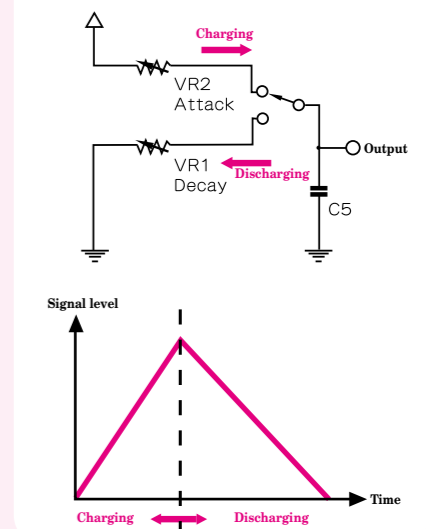 Charging
VR2
Attack
Output
VR1
Decay
Discharging
C5
Signal level
Time
Charging
Discharging